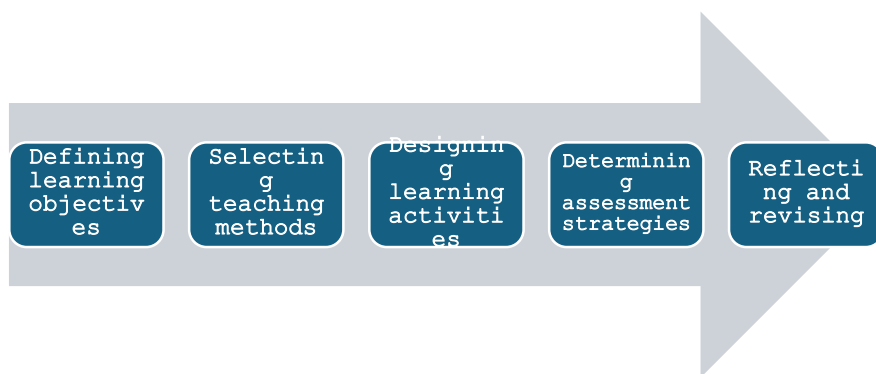 Defining
learning
objectiv
es
Selectin
g
teaching
methods
Designin
g
learning
activiti
es
Determinin
g
assessment
strategies
Reflecti
ng and
revising